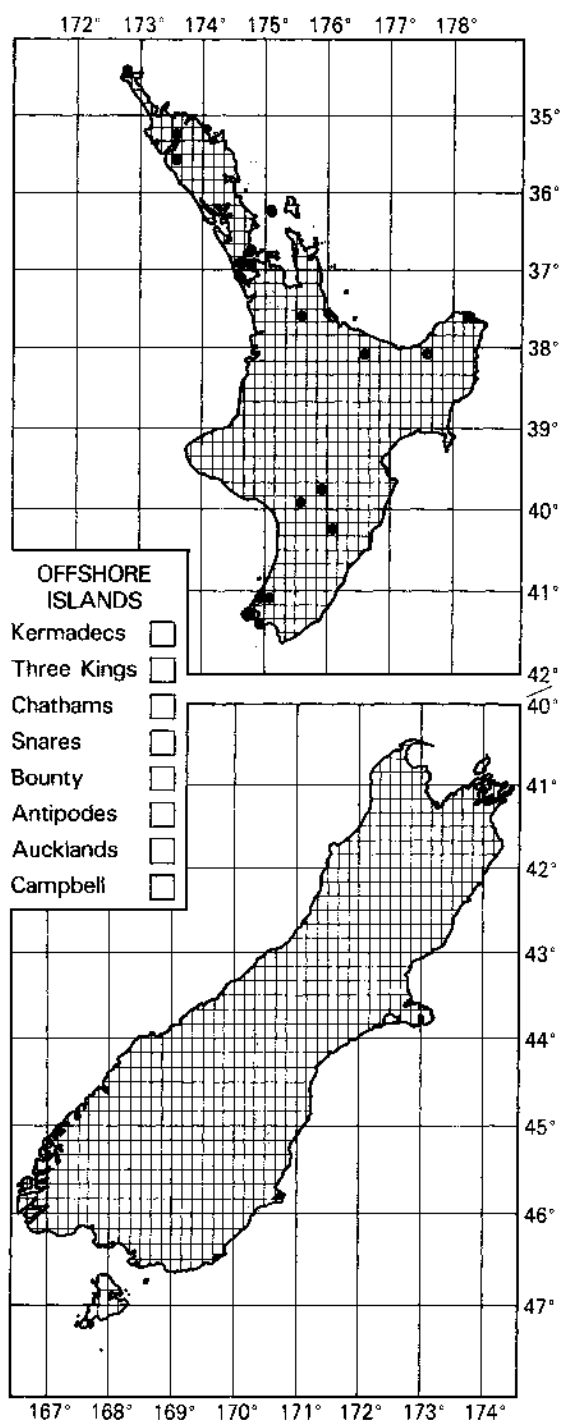 172° 173° 174° 175° 176° 177° 178°
35°
36°
37°
38°
39°
40°
41°
42°
OFFSHORE
ISLANDS
Kermadecs
Three Kings
Chathams
Snares
Bounty
Antipodes
Aucklands
Campbell
40°
41°
42°
43°
44°
45°
46°
47°
167° 168° 169° 170° 171° 172° 173° 174°